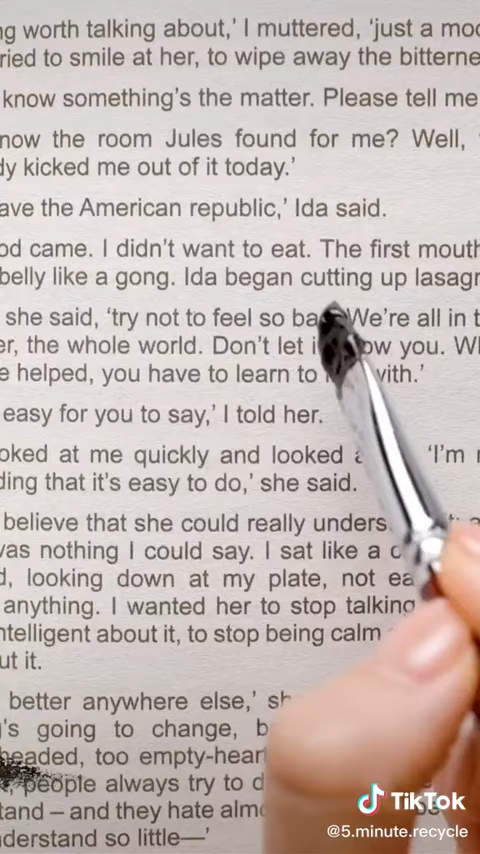 ng worth talking about,' I muttered, 'just a moo
ried to smile at her, to wipe away the bitterne
know something's the matter. Please tell me
now the room Jules found for me? Well,
dy kicked me out of it today.'
ave the American republic,' Ida said.
od came. I didn't want to eat. The first mouth
belly like a gong. Ida began cutting up lasagn
she said, 'try not to feel so ba We're all in t
er, the whole world. Don't let i ow you. Wh
e helped, you have to learn to with.'
easy for you to say,' I told her.
oked at me quickly and looked a 'I'm n
ding that it's easy to do,' she said.
believe that she could really unders
was nothing I could say. I sat like a c
d, looking down at my plate, not ea
anything. I wanted her to stop talking
ntelligent about it, to stop being calm
ut it.
better anywhere else,' sh
g's going to change, b
headed, too empty-hear
people always try to d
tand – and they hate almo
derstand so little—'
TikTok
@5.minute.recycle